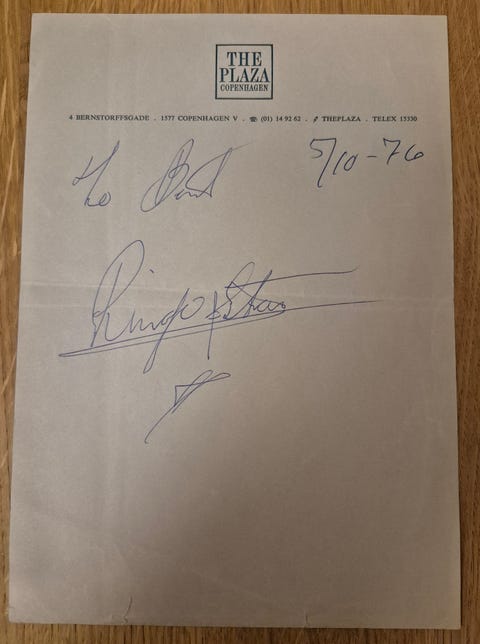 THE
PLAZA
COPENHAGEN
4 BERNSTORFFSGADE . 1577 COPENHAGEN V . ☎ (01) 14 92 62 . THEPLAZA . TELEX 15330
5/10-76
To Bent
Ringo Starr